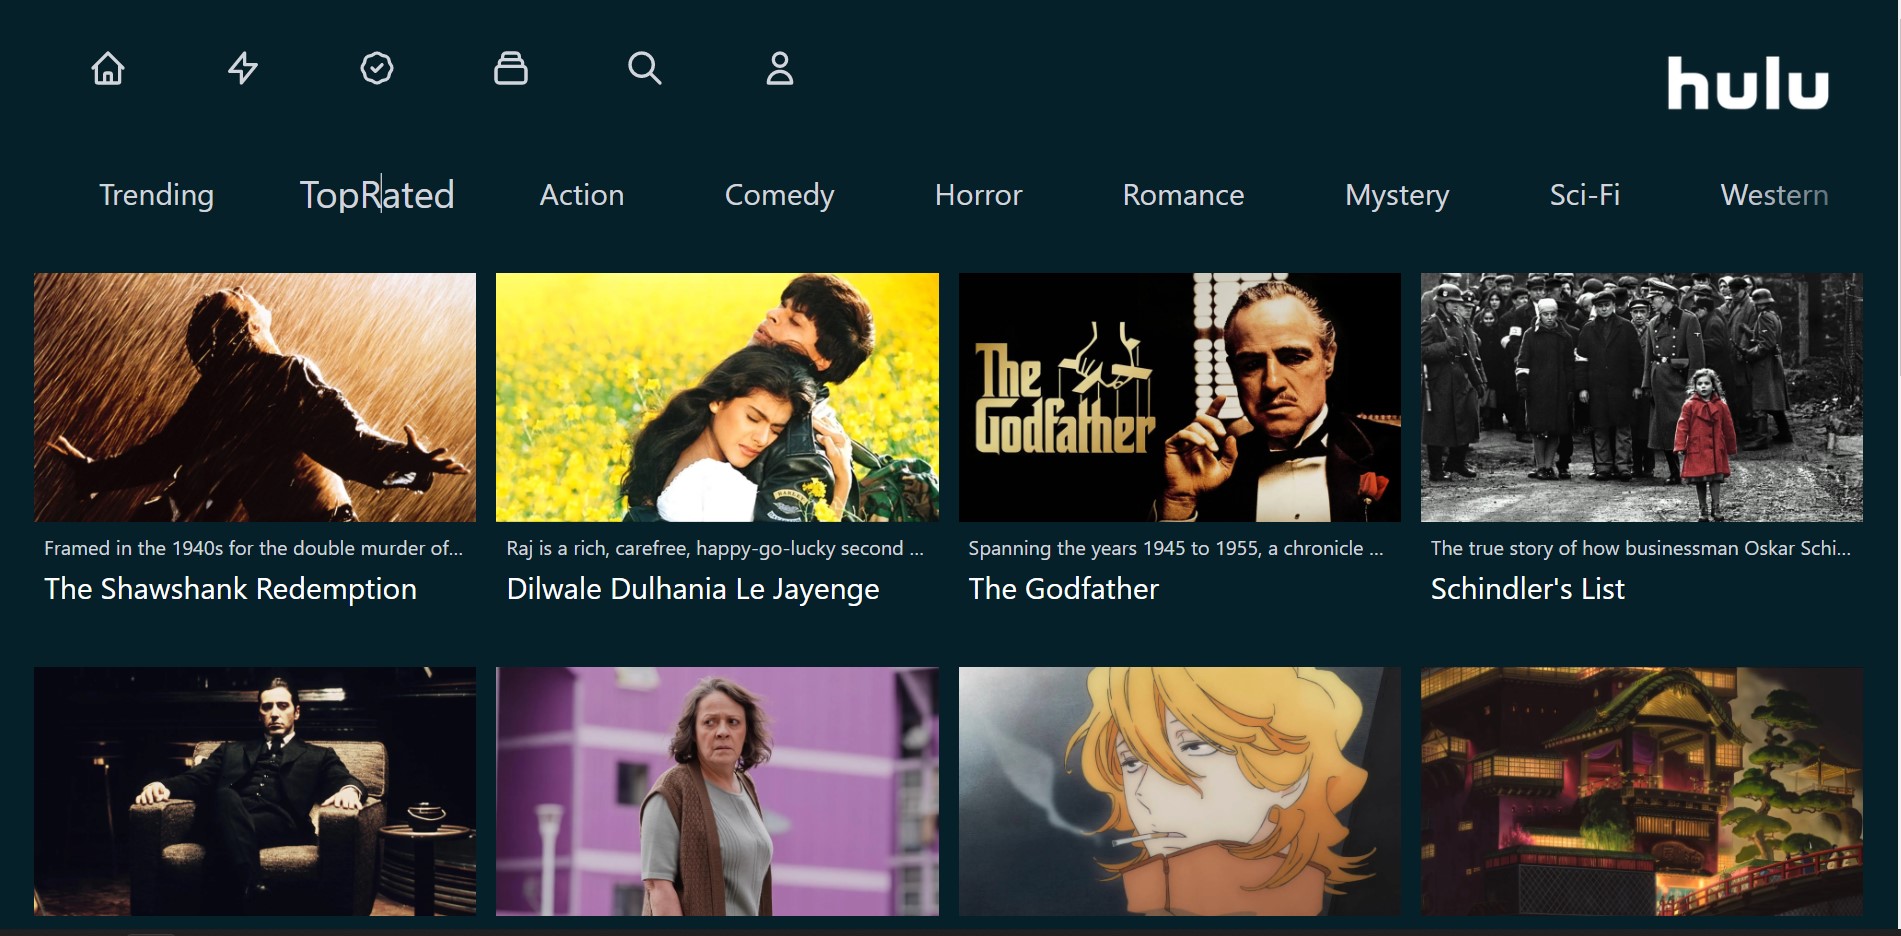 hulu
Trending TopRated Action Comedy Horror Romance Mystery Sci-Fi Western
The
Godfather
Framed in the 1940s for the double murder of...
The Shawshank Redemption
Raj is a rich, carefree, happy-go-lucky second ...
Dilwale Dulhania Le Jayenge
Spanning the years 1945 to 1955, a chronicle ...
The Godfather
The true story of how businessman Oskar Schi...
Schindler's List